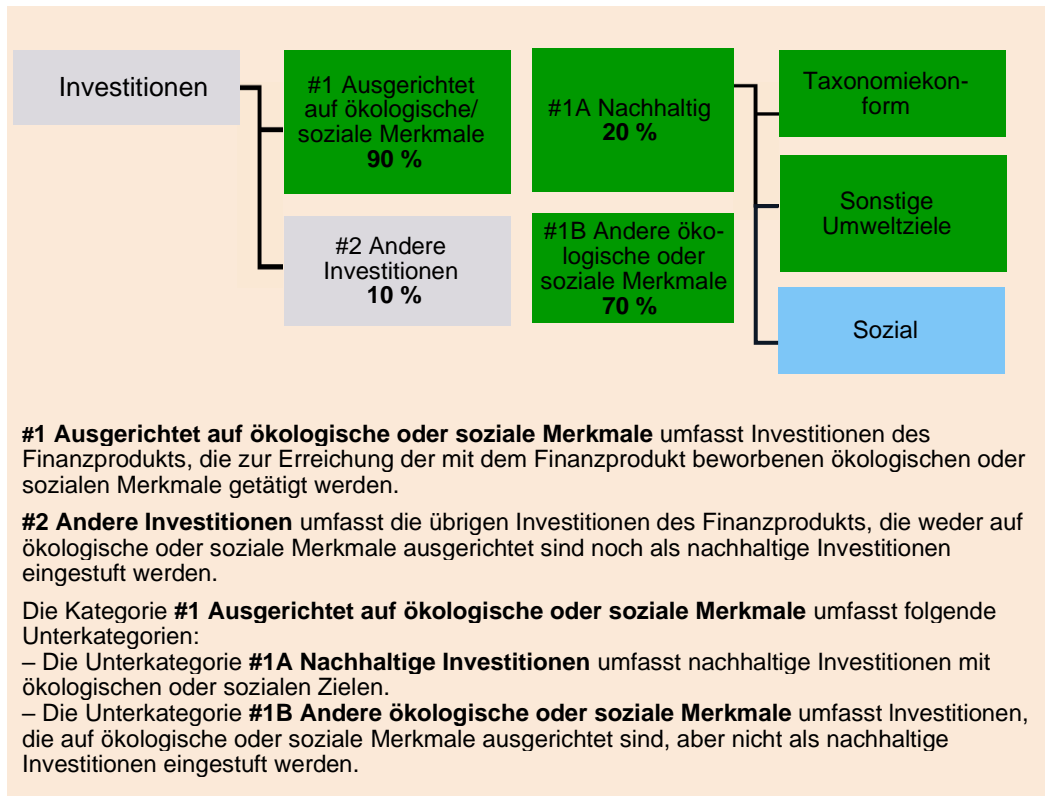 Investitionen
#1 Ausgerichtet
auf ökologische/
soziale Merkmale
90 %
#2 Andere
Investitionen
10 %
#1A Nachhaltig
20 %
#1B Andere öko-
logische oder
soziale Merkmale
70 %
Taxonomiekon-
form
Sonstige
Umweltziele
Sozial
#1 Ausgerichtet auf ökologische oder soziale Merkmale umfasst Investitionen des
Finanzprodukts, die zur Erreichung der mit dem Finanzprodukt beworbenen ökologischen oder
sozialen Merkmale getätigt werden.
#2 Andere Investitionen umfasst die übrigen Investitionen des Finanzprodukts, die weder auf
ökologische oder soziale Merkmale ausgerichtet sind noch als nachhaltige Investitionen
eingestuft werden.
Die Kategorie #1 Ausgerichtet auf ökologische oder soziale Merkmale umfasst folgende
Unterkategorien:
– Die Unterkategorie #1A Nachhaltige Investitionen umfasst nachhaltige Investitionen mit
ökologischen oder sozialen Zielen.
– Die Unterkategorie #1B Andere ökologische oder soziale Merkmale umfasst Investitionen,
die auf ökologische oder soziale Merkmale ausgerichtet sind, aber nicht als nachhaltige
Investitionen eingestuft werden.